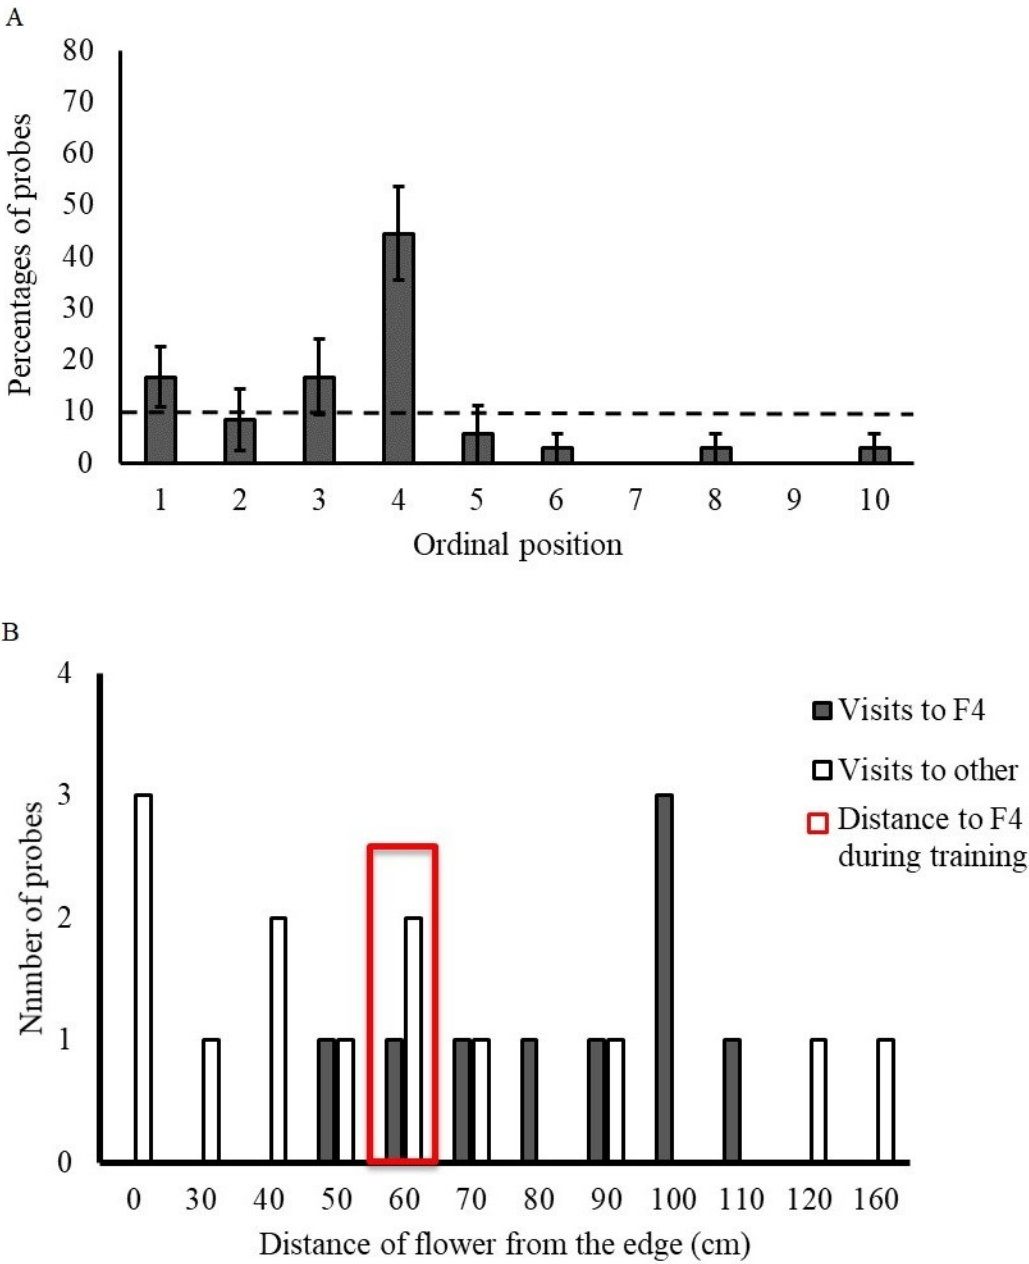 A
80
70
60
50
40
30
20
10
0
Percentages of probes
1 2 3 4 5 6 7 8 9 10
Ordinal position
B
4
3
2
1
0
Nnmber of probes
Visits to F4
Visits to other
Distance to F4
during training
0 30 40 50 60 70 80 90 100 110 120 160
Distance of flower from the edge (cm)